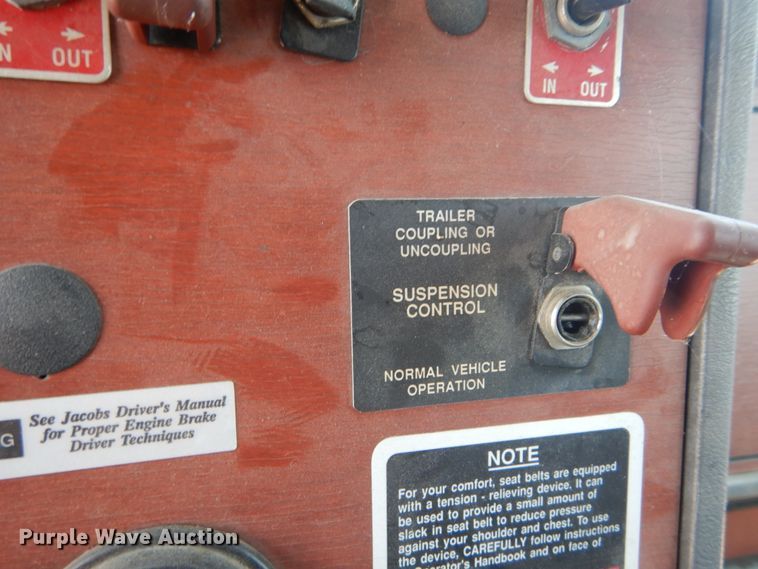 IN OUT
IN OUT
TRAILER
COUPLING OR
UNCOUPLING
SUSPENSION
CONTROL
NORMAL VEHICLE
OPERATION
G
See Jacobs Driver's Manual
for Proper Engine Brake
Driver Techniques
NOTE
For your comfort, seat belts are equipped
with a tension - relieving device. It can
be used to provide a small amount of
slack in seat belt to reduce pressure
against your shoulder and chest. To use
the device, CAREFULLY follow instructions
Operator's Handbook and on face of
Purple Wave Auction